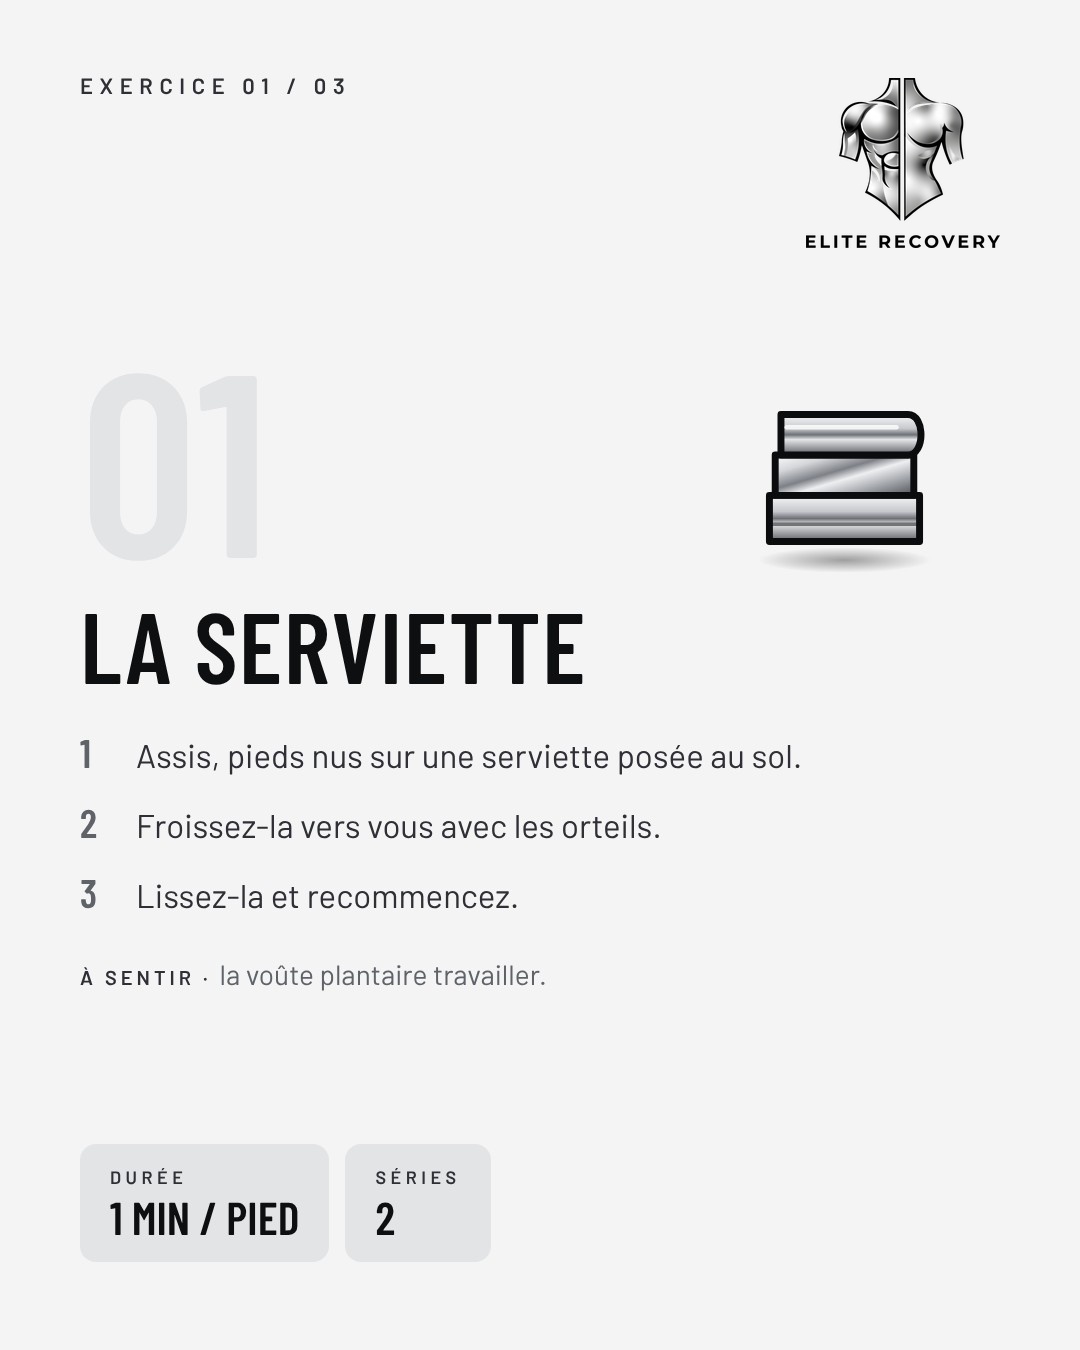 EXERCICE 01 / 03
ELITE RECOVERY
01
LA SERVIETTE
1 Assis, pieds nus sur une serviette posée au sol.
2 Froissez-la vers vous avec les orteils.
3 Lissez-la et recommencez.
À SENTIR · la voûte plantaire travailler.
DURÉE
1 MIN / PIED
SÉRIES
2